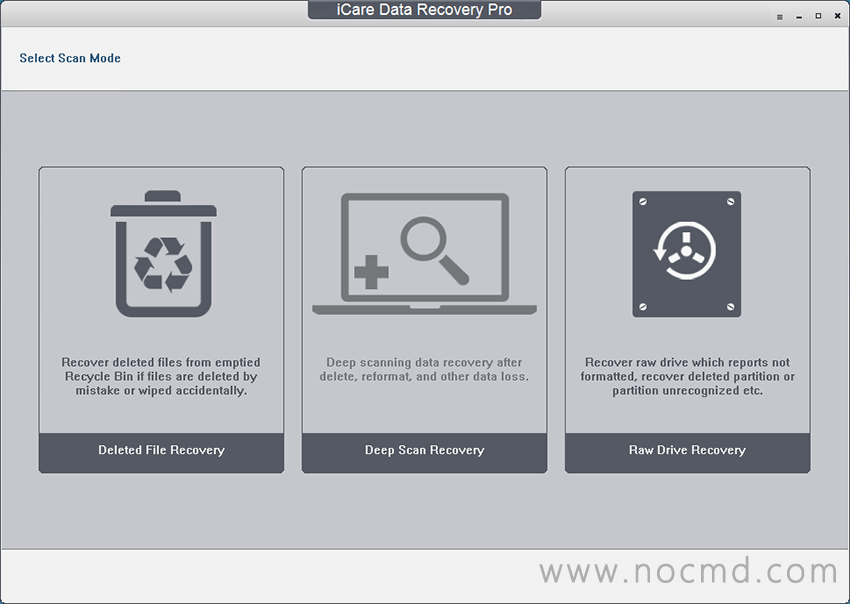 iCare Data Recovery Pro
Select Scan Mode
Recover deleted files from emptied
Recycle Bin if files are deleted by
mistake or wiped accidentally.
Deleted File Recovery
Deep scanning data recovery after
delete, reformat, and other data loss.
Deep Scan Recovery
Recover raw drive which reports not
formatted, recover deleted partition or
partition unrecognized etc.
Raw Drive Recovery
www.nocmd.com